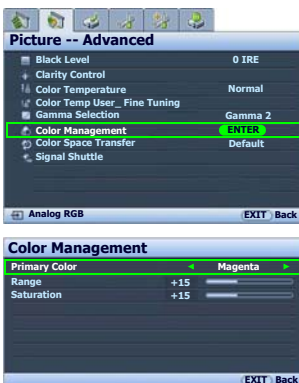 Picture -- Advanced
Black Level 0 IRE
Clarity Control
Color Temperature Normal
Color Temp User_ Fine Tuning
Gamma Selection Gamma 2
Color Management ENTER
Color Space Transfer Default
Signal Shuttle
Analog RGB EXIT Back
Color Management
Primary Color Magenta
Range +15
Saturation +15
EXIT Back